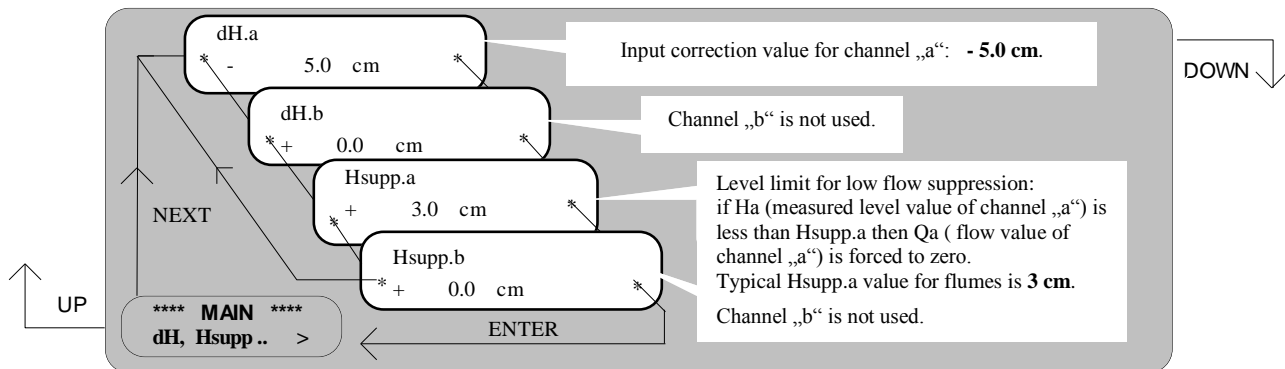 dH.a
* - 5.0 cm *
Input correction value for channel „a“: - 5.0 cm.
DOWN
dH.b
* + 0.0 cm *
Channel „b“ is not used.
Hsupp.a
* + 3.0 cm *
Level limit for low flow suppression:
if Ha (measured level value of channel „a“) is
less than Hsupp.a then Qa ( flow value of
channel „a“) is forced to zero.
Typical Hsupp.a value for flumes is 3 cm.
Channel „b“ is not used.
NEXT
Hsupp.b
* + 0.0 cm *
UP
**** MAIN ****
dH, Hsupp .. >
ENTER